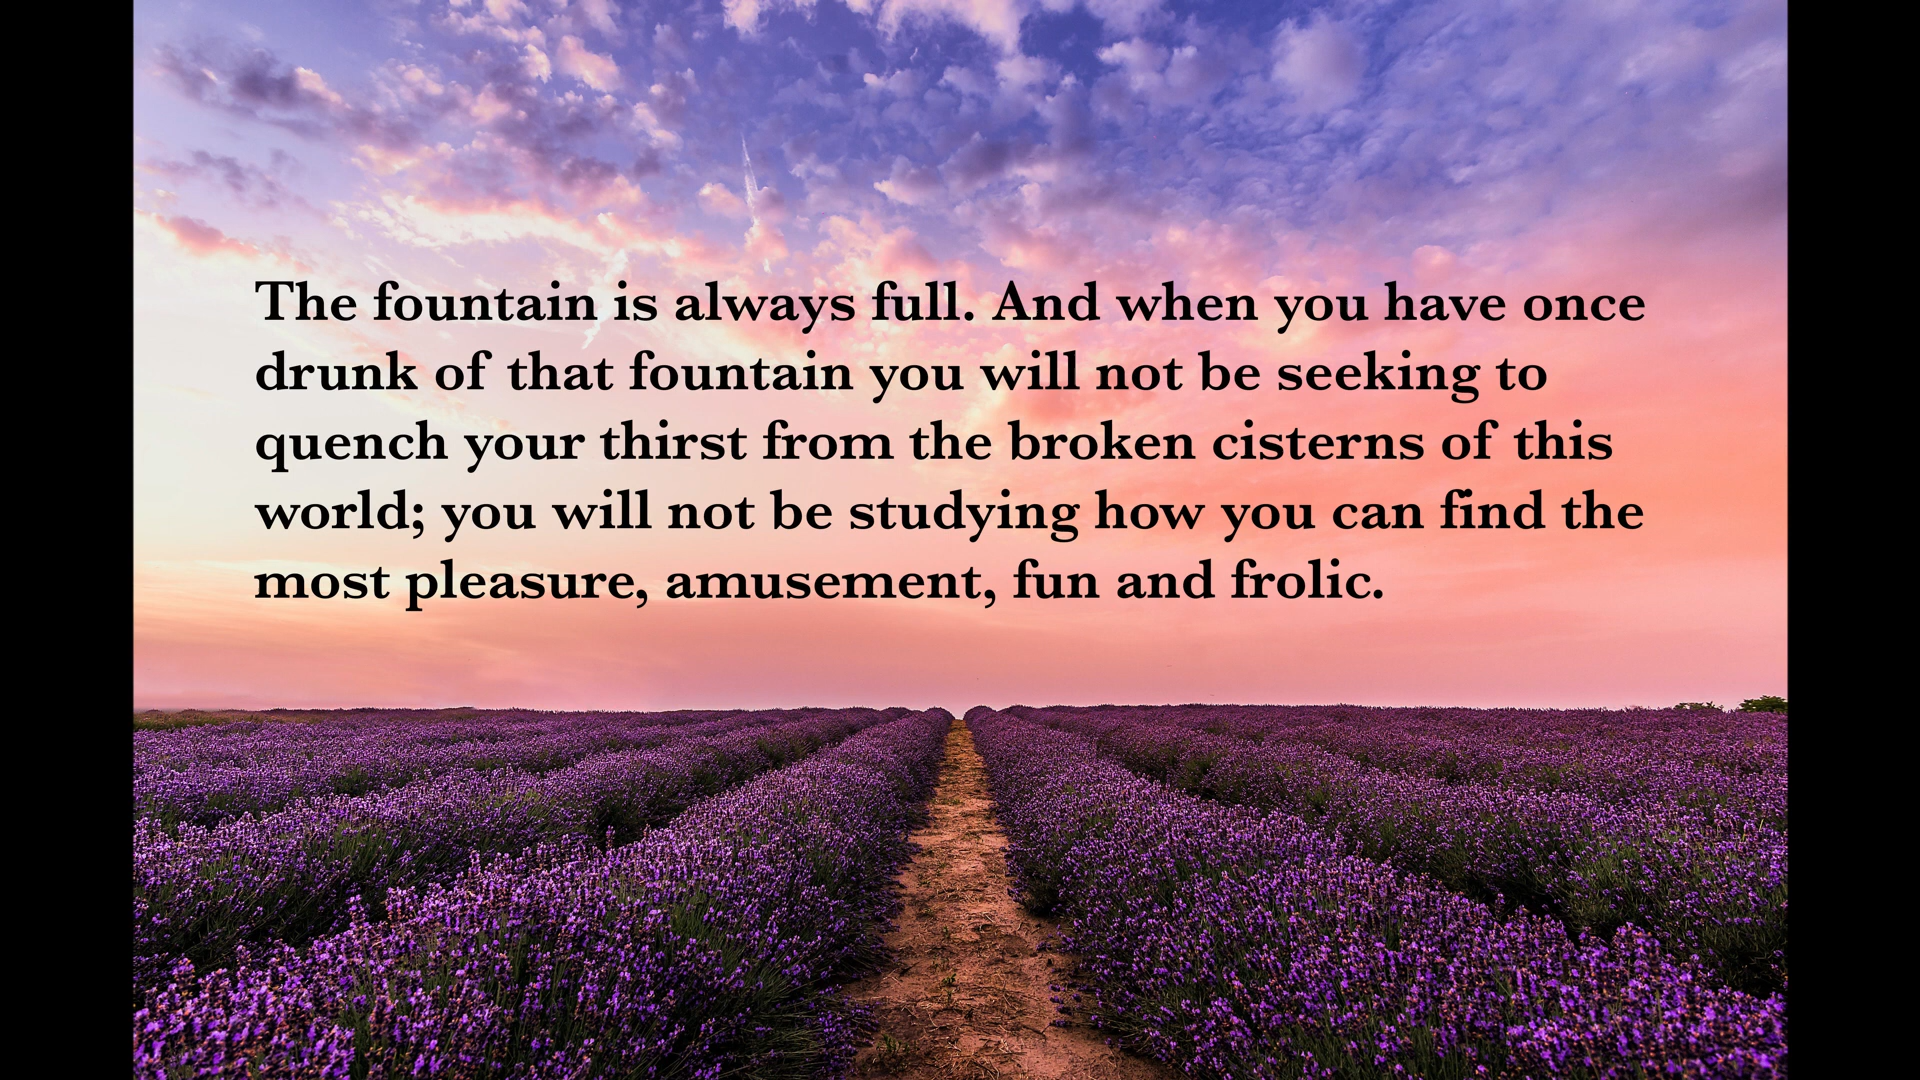 The fountain is always full. And when you have once
drunk of that fountain you will not be seeking to
quench your thirst from the broken cisterns of this
world; you will not be studying how you can find the
most pleasure, amusement, fun and frolic.